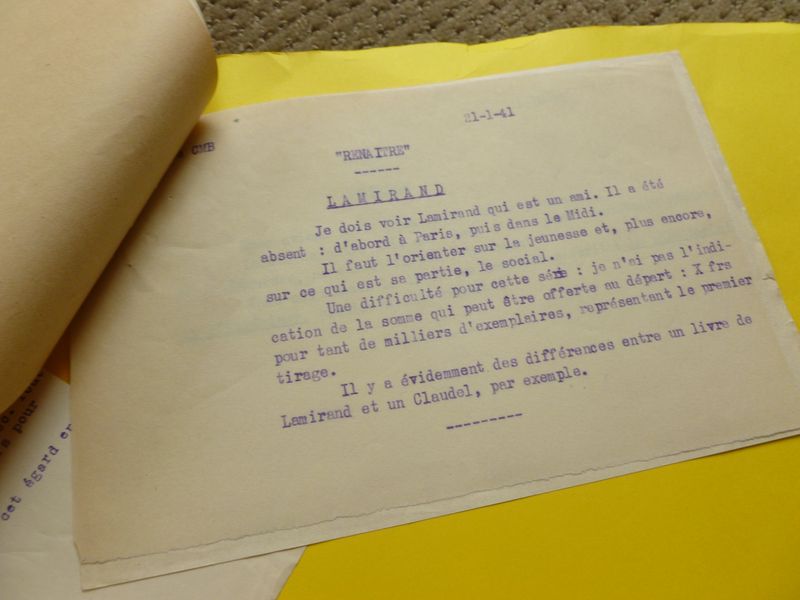 21-1-41
CMB
"RENAITRE"
------
LAMIRAND
Je dois voir Lamirand qui est un ami. Il a été
absent : d'abord à Paris, puis dans le Midi.
Il faut l'orienter sur la jeunesse et, plus encore,
sur ce qui est sa partie, le social.
Une difficulté pour cette série : je n'ai pas l'indi-
cation de la somme qui peut être offerte au départ : X frs
pour tant de milliers d'exemplaires, représentant le premier
tirage.
Il y a évidemment des différences entre un livre de
Lamirand et un Claudel, par exemple.
---------
pour
cet égard